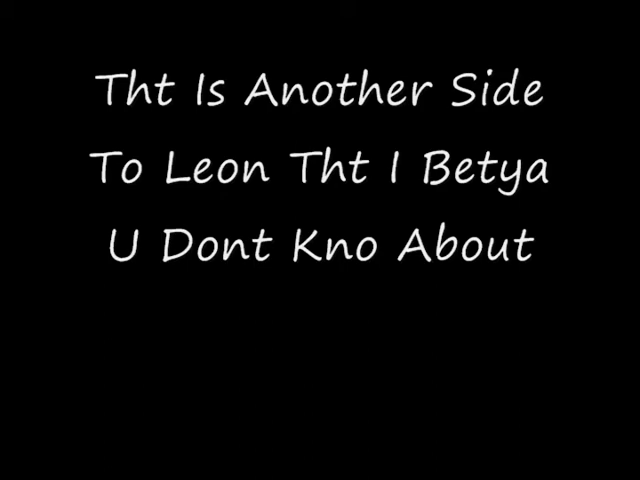 Tht Is Another Side
To Leon Tht I Betya
U Dont Kno About